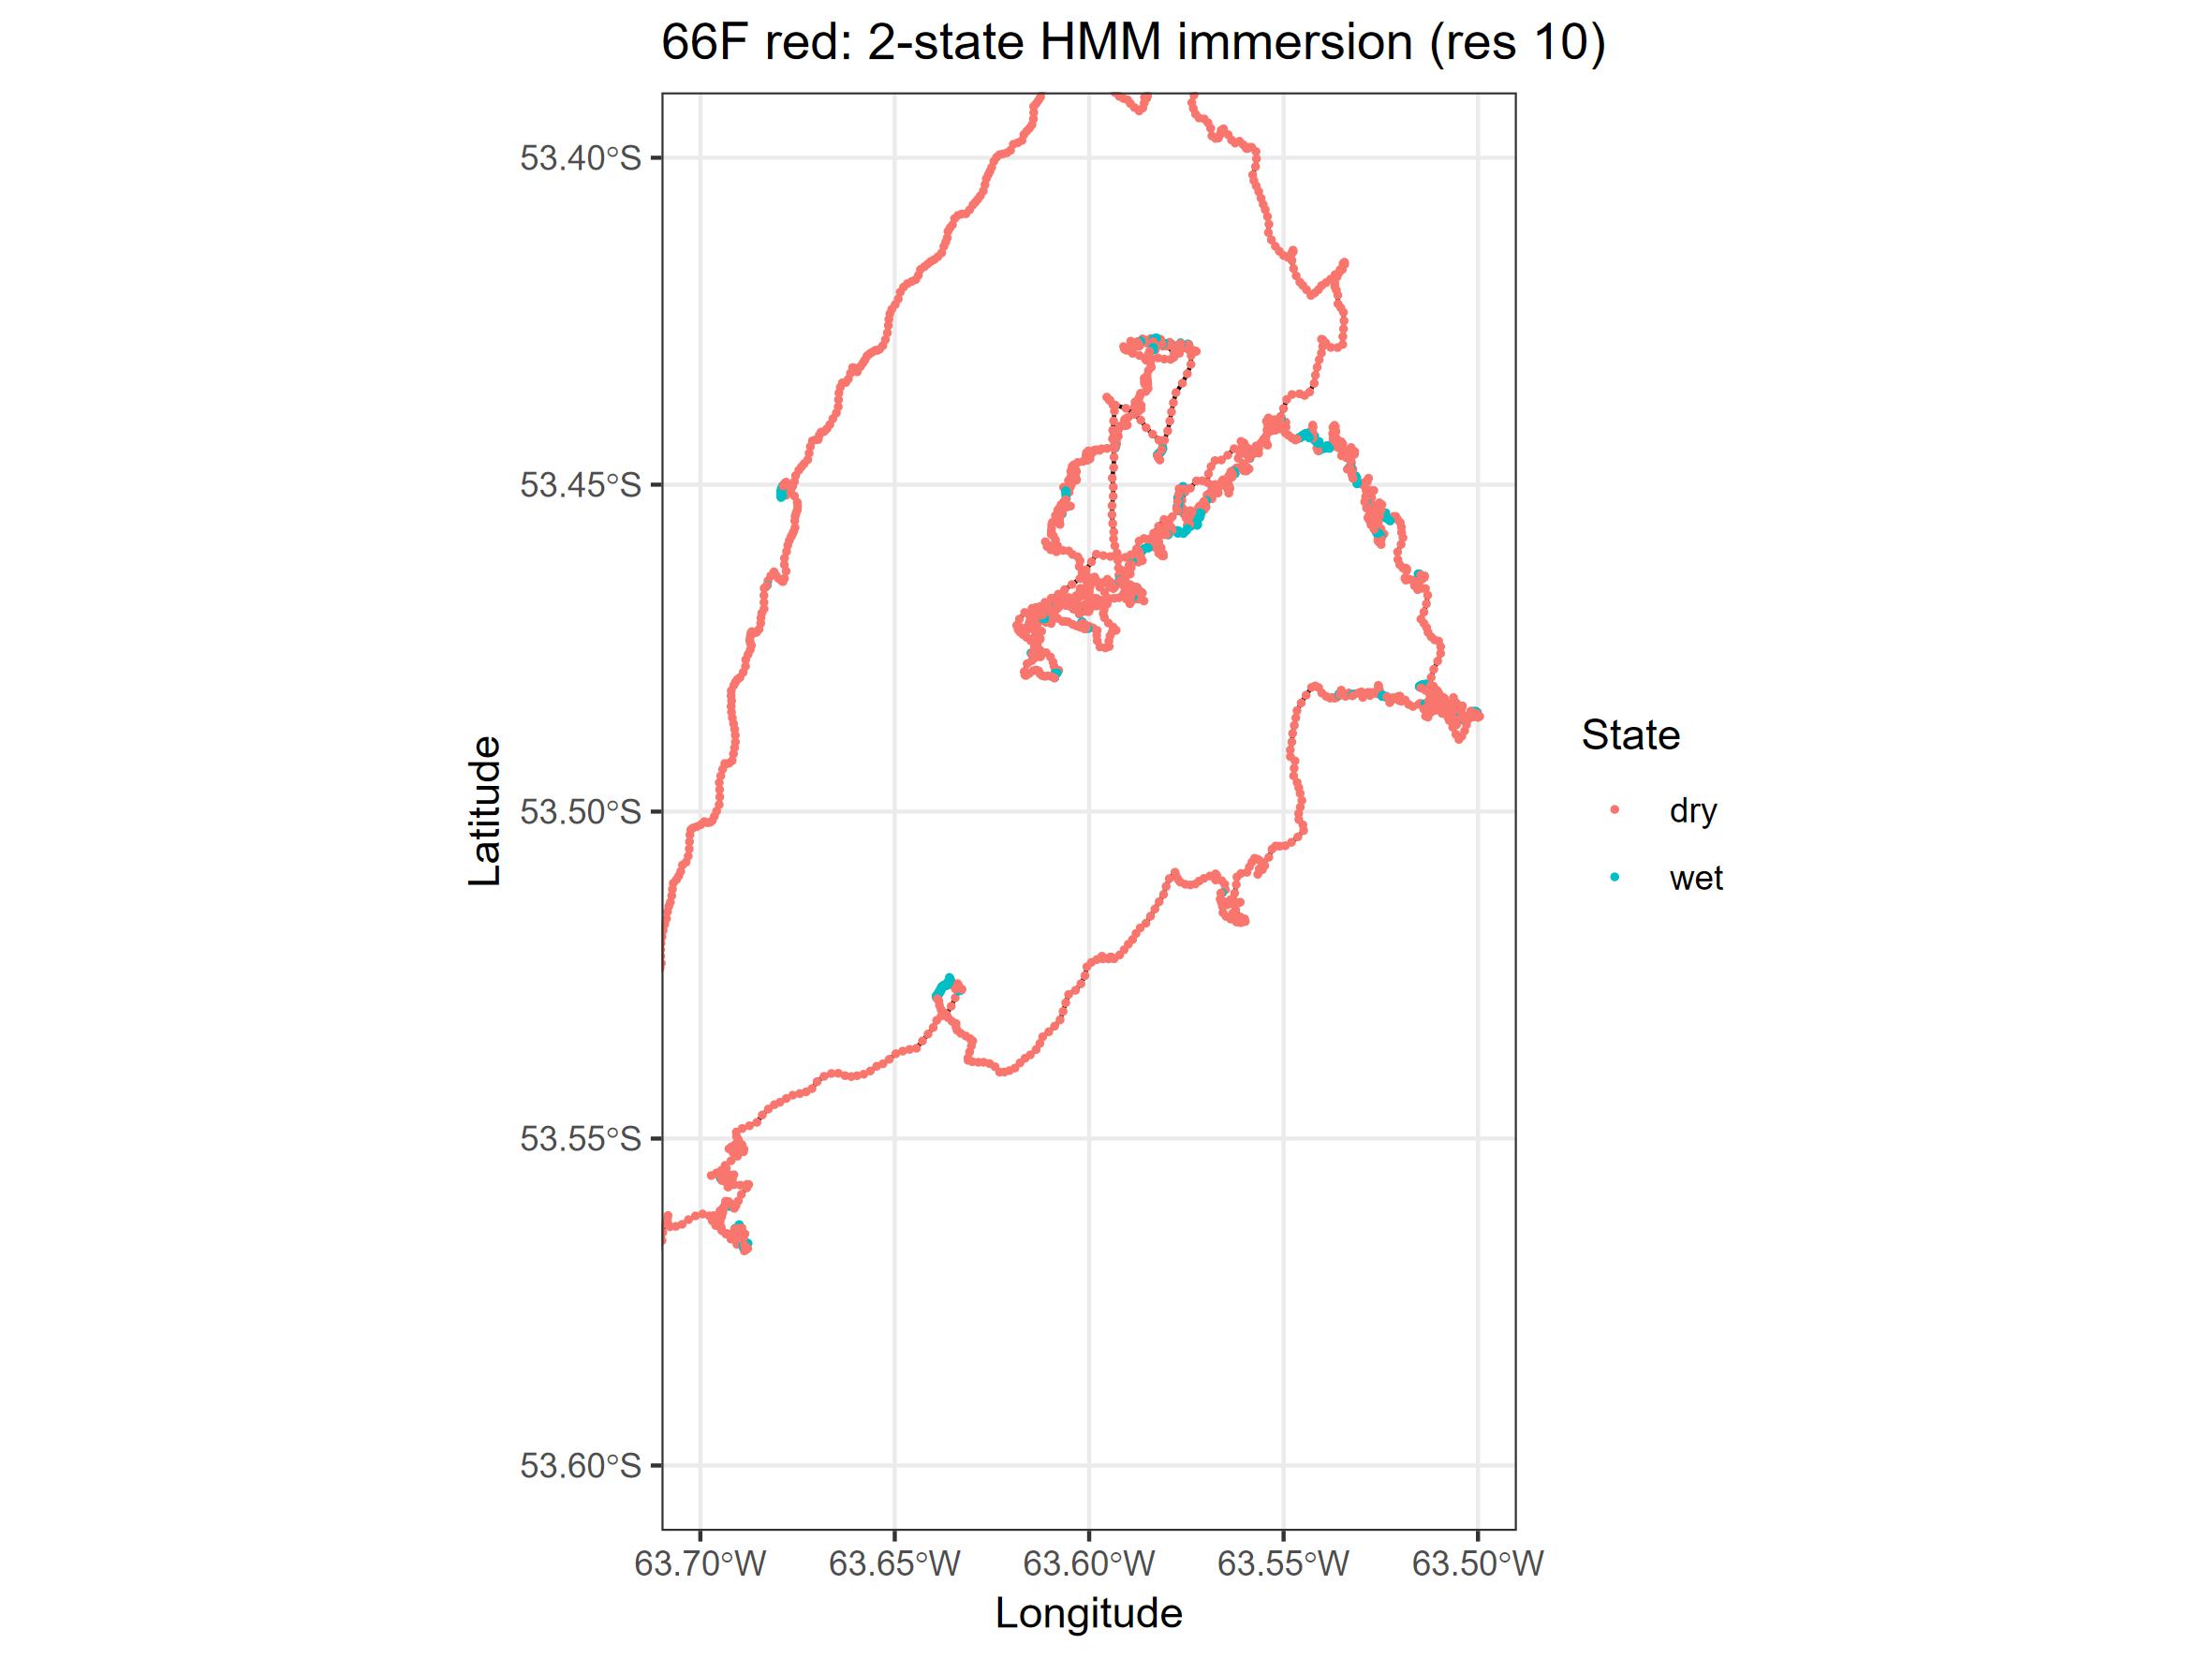 66F red: 2-state HMM immersion (res 10)
53.40°S
53.45°S
53.50°S
53.55°S
53.60°S
Latitude
63.70°W
63.65°W
63.60°W
63.55°W
63.50°W
Longitude
State
dry
wet